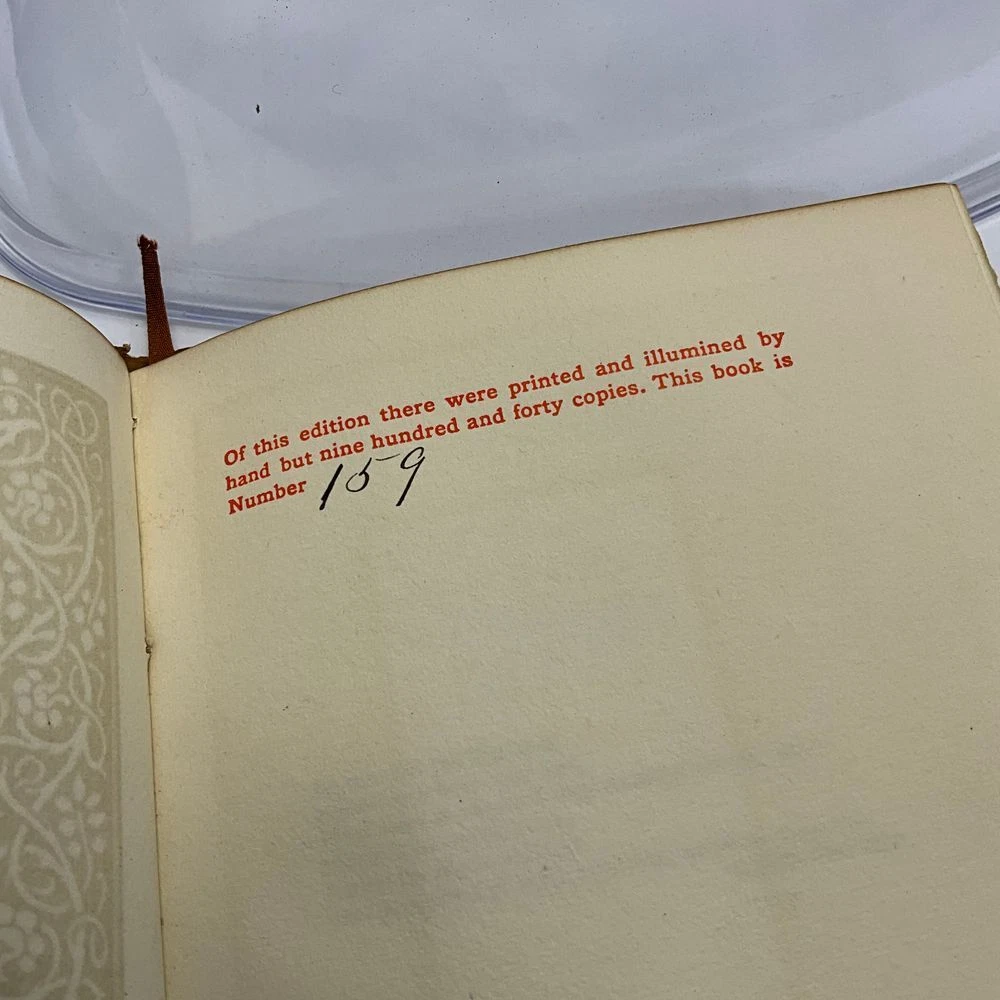 Of this edition there were printed and illumined by
hand but nine hundred and forty copies. This book is
Number 159